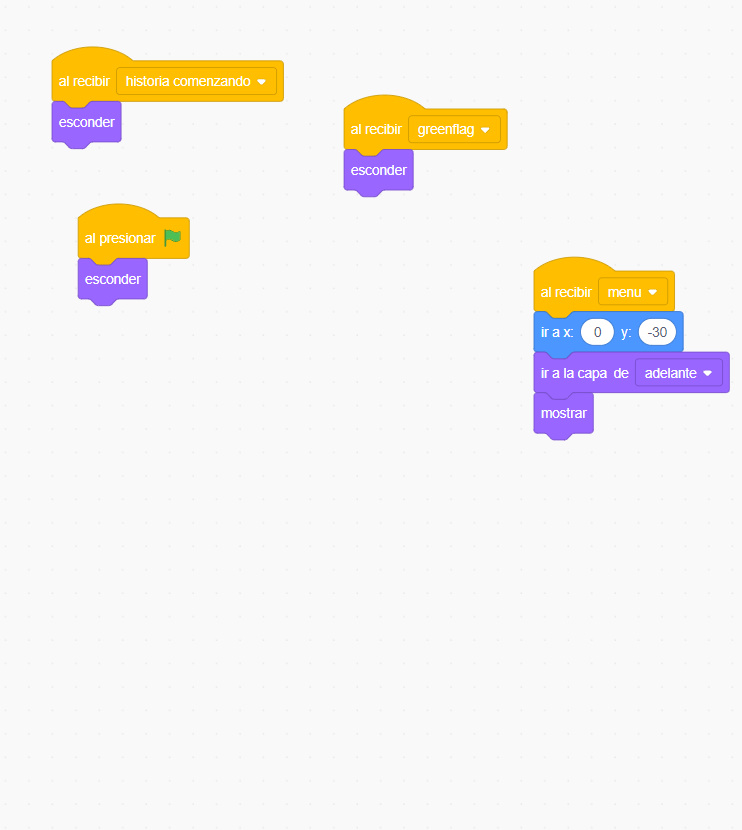 al recibir historia comenzando
esconder
al recibir greenflag
esconder
al presionar
esconder
al recibir menu
ir a x: 0 y: -30
ir a la capa de adelante
mostrar